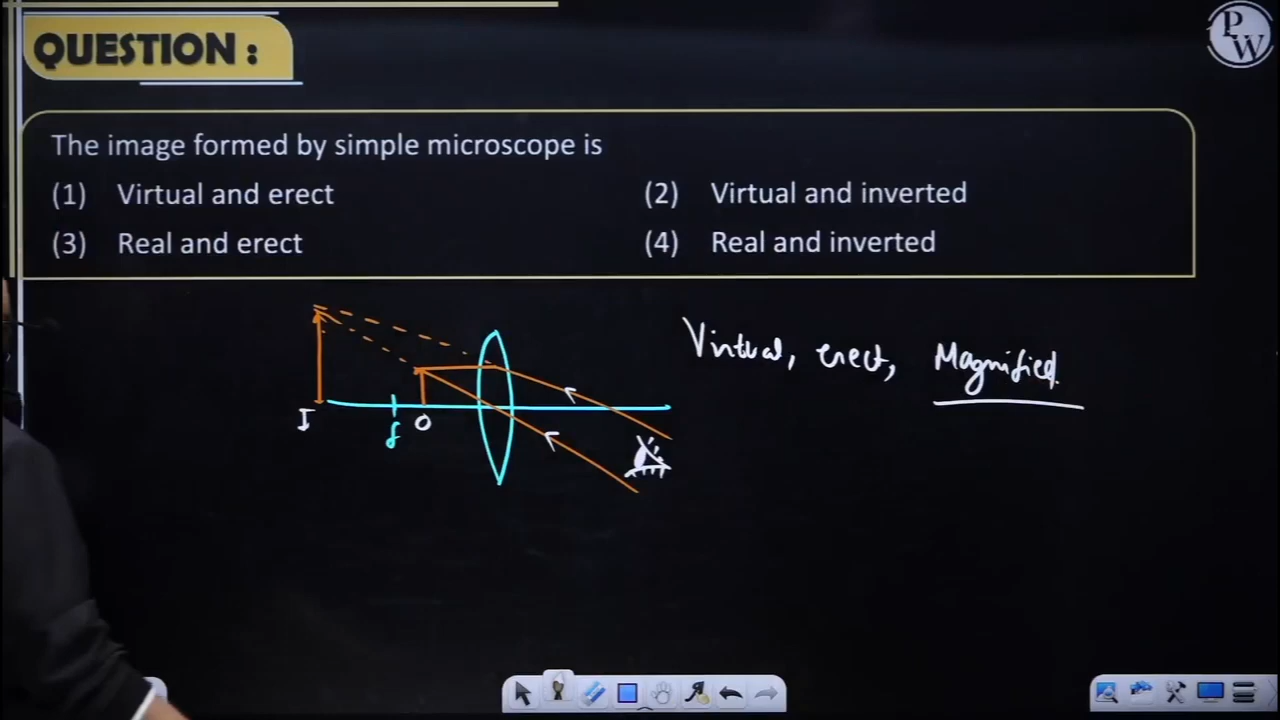 QUESTION :
PW
The image formed by simple microscope is
(1) Virtual and erect
(2) Virtual and inverted
(3) Real and erect
(4) Real and inverted
Virtual, erect, Magnified.
I
f
O